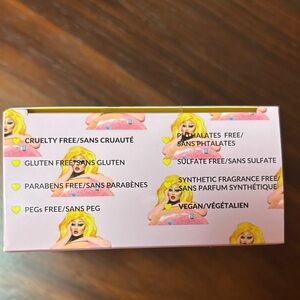 CRUELTY FREE/SANS CRUAUTÉ
GLUTEN FREE/SANS GLUTEN
PARABENS FREE/SANS PARABÈNES
PEGs FREE/SANS PEG
PHTHALATES FREE/
SANS PHTALATES
SULFATE FREE/SANS SULFATE
SYNTHETIC FRAGRANCE FREE/
SANS PARFUM SYNTHÉTIQUE
VEGAN/VÉGÉTALIEN